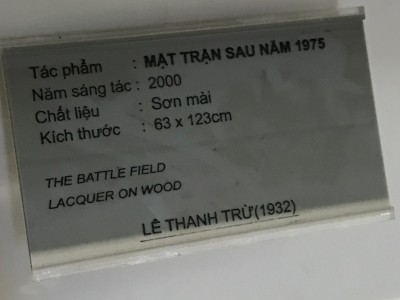 Tác phẩm : MẶT TRẬN SAU NĂM 1975
Năm sáng tác : 2000
Chất liệu : Sơn mài
Kích thước : 63 x 123cm
THE BATTLE FIELD
LACQUER ON WOOD
LÊ THANH TRỪ(1932)